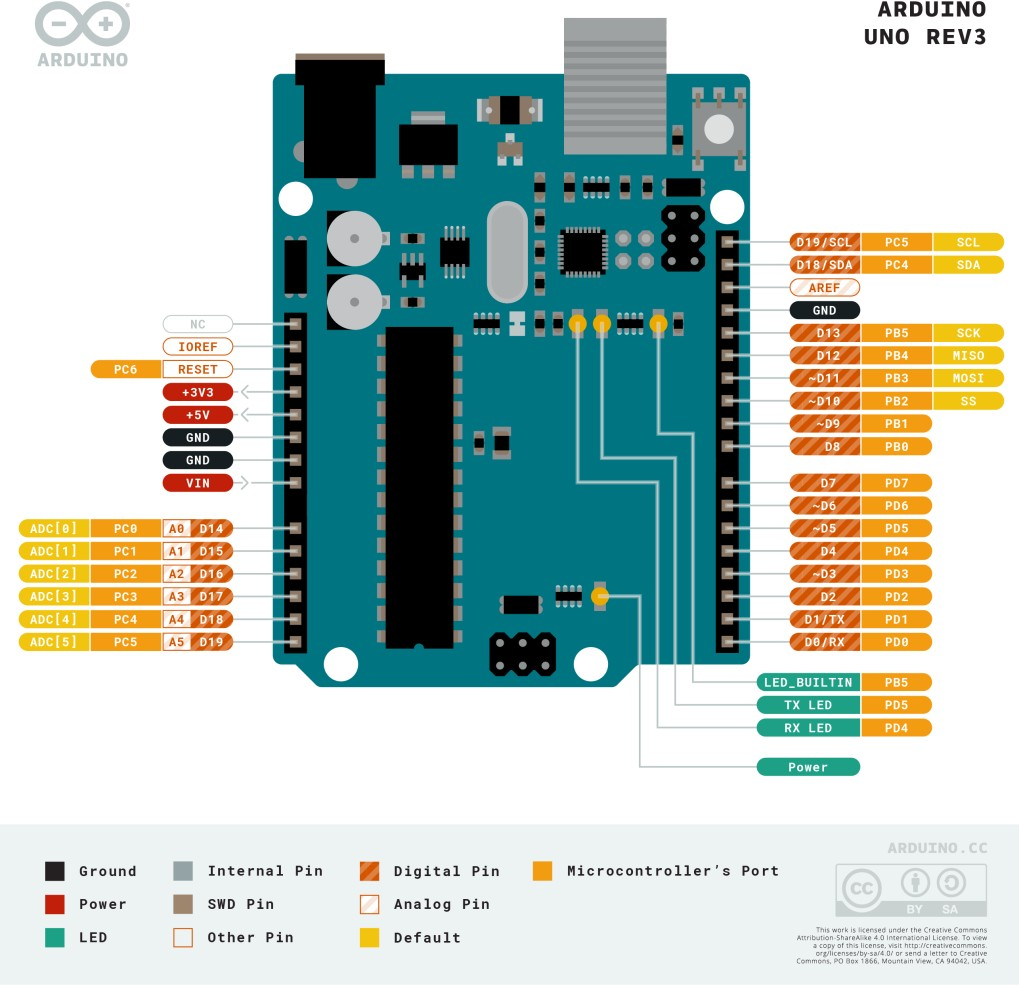 ARDUINO
ARDUINO
UNO REV3
D19/SCL PC5 SCL
D18/SDA PC4 SDA
AREF
GND
D13 PB5 SCK
D12 PB4 MISO
~D11 PB3 MOSI
~D10 PB2 SS
~D9 PB1
D8 PB0
D7 PD7
~D6 PD6
~D5 PD5
D4 PD4
~D3 PD3
D2 PD2
D1/TX PD1
D0/RX PD0
NC
IOREF
PC6 RESET
+3V3
+5V
GND
GND
VIN
ADC[0] PC0 A0 D14
ADC[1] PC1 A1 D15
ADC[2] PC2 A2 D16
ADC[3] PC3 A3 D17
ADC[4] PC4 A4 D18
ADC[5] PC5 A5 D19
LED_BUILTIN PB5
TX LED PD5
RX LED PD4
Power
Ground
Power
LED
Internal Pin
SWD Pin
Other Pin
Digital Pin
Analog Pin
Default
Microcontroller's Port
ARDUINO.CC
CC
BY SA
This work is licensed under the Creative Commons
Attribution-ShareAlike 4.0 International License. To view
a copy of this license, visit http://creativecommons.
org/licenses/by-sa/4.0/ or send a letter to Creative
Commons, PO Box 1866, Mountain View, CA 94042, USA.